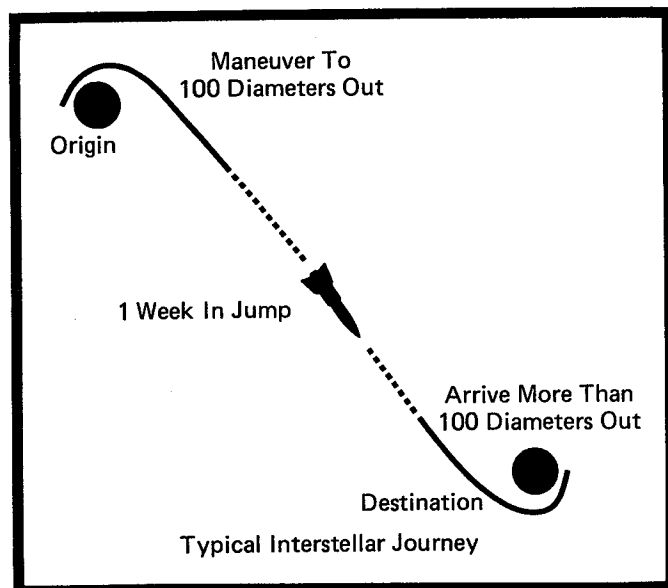 Maneuver To
100 Diameters Out
Origin
1 Week In Jump
Arrive More Than
100 Diameters Out
Destination
Typical Interstellar Journey